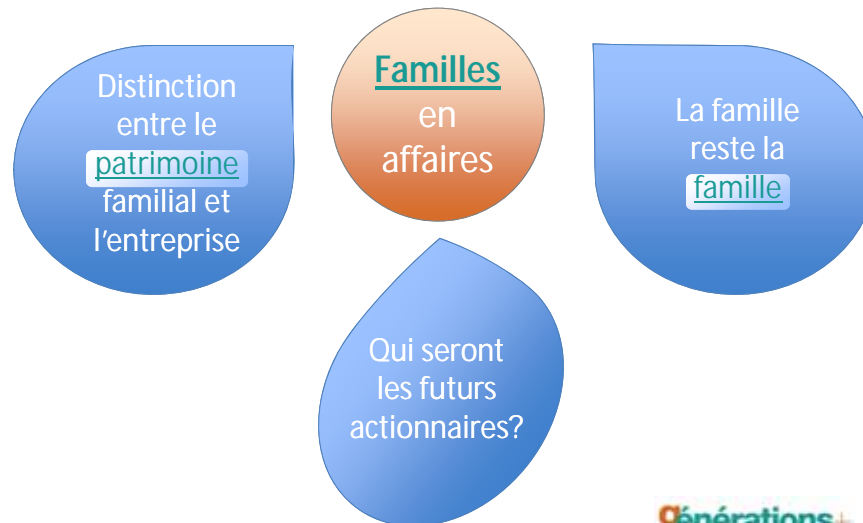 Distinction
entre le
patrimoine
familial et
l'entreprise
Familles
en
affaires
La famille
reste la
famille
Qui seront
les futurs
actionnaires?
générations+